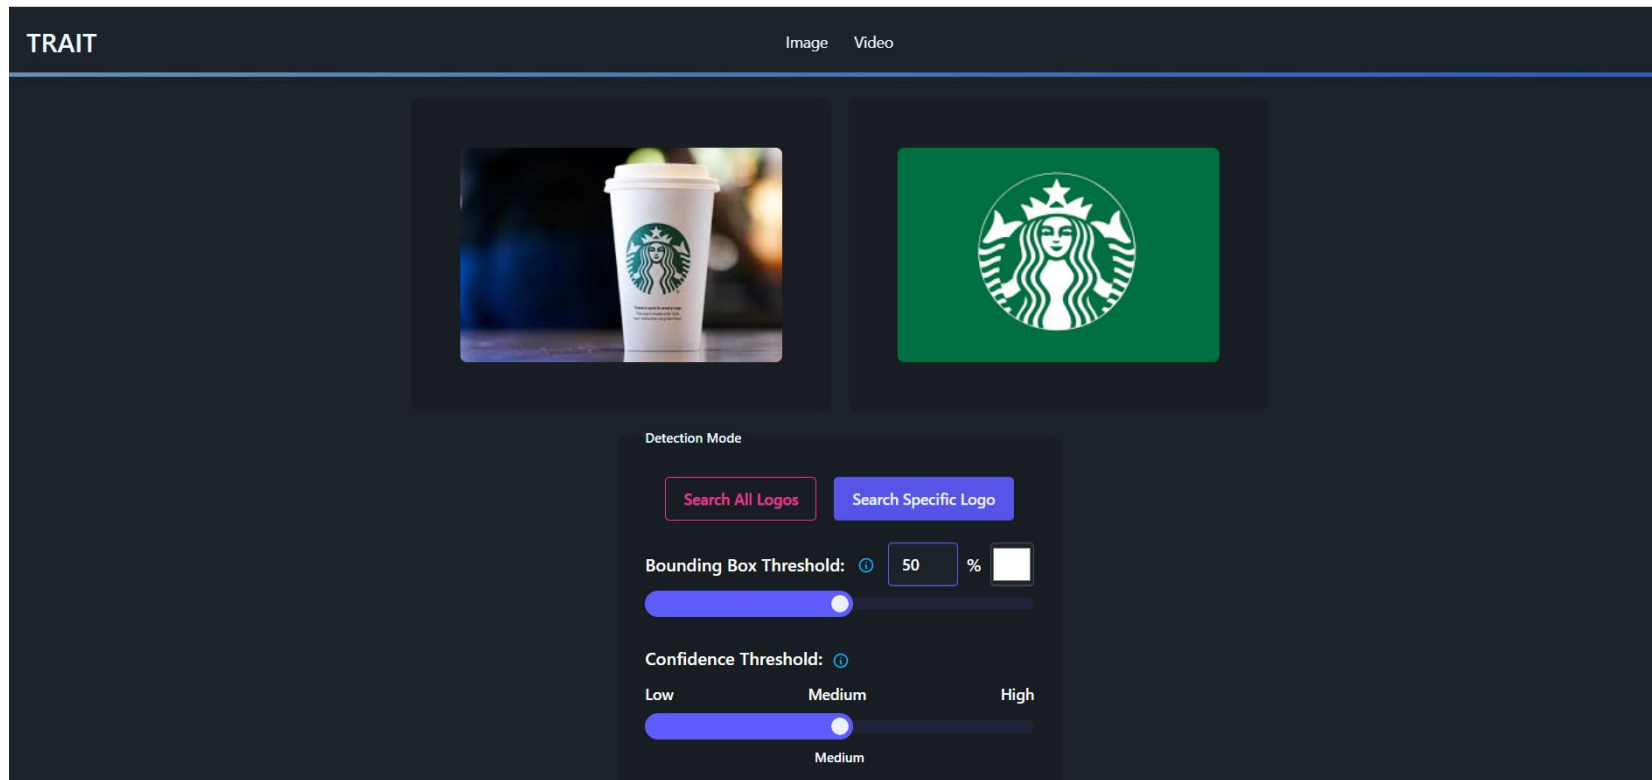 TRAIT
Image Video
Detection Mode
Search All Logos Search Specific Logo
Bounding Box Threshold: 50 %
Confidence Threshold:
Low Medium High
Medium